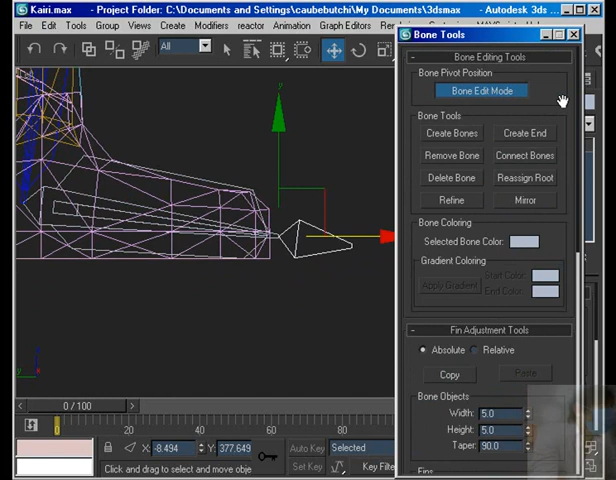 Kairi.max - Project Folder: C:\Documents and Settings\caubebutchi\My Documents\3dsmax - Autodesk 3ds
File Edit Tools Group Views Create Modifiers reactor Animation Graph Editors
All
Bone Tools
Bone Editing Tools
Bone Pivot Position
Bone Edit Mode
Bone Tools
Create Bones Create End
Remove Bone Connect Bones
Delete Bone Reassign Root
Refine Mirror
Bone Coloring
Selected Bone Color:
Gradient Coloring
Apply Gradient Start Color:
End Color:
Fin Adjustment Tools
Absolute Relative
Copy Paste
Bone Objects
Width: 5.0
Height: 5.0
Taper: 90.0
Fins
y
y
0 / 100
0 20 40 60 80
X: -8.494 Y: 377.649 Auto Key Selected
Click and drag to select and move obje Set Key Key Filte